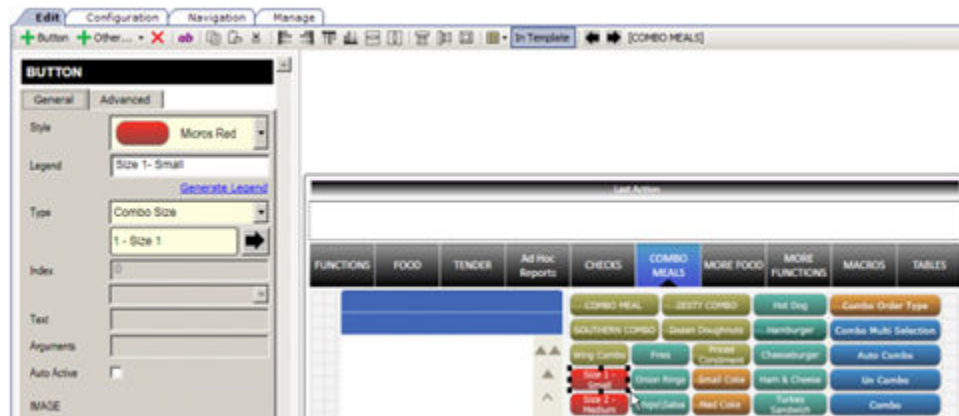 Edit Configuration Navigation Manage
Button Other... ab In Template [COMBO MEALS]
BUTTON
General Advanced
Style Micros Red
Legend Size 1- Small
Generate Legend
Type Combo Size
1 - Size 1
Index 0
Text
Arguments
Auto Active
IMAGE
Last Action
FUNCTIONS FOOD TENDER Ad Hoc Reports CHECKS COMBO MEALS MORE FOOD MORE FUNCTIONS MACROS TABLES
COMBO MEAL ZESTY COMBO Hot Dog Combo Order Type
SOUTHERN COMBO Dozen Doughnuts Hamburger Combo Multi Selection
Wing Combo Fries Priced Condiment Cheeseburger Auto Combo
Size 1 - Small Onion Rings Small Coke Ham & Cheese Un Combo
Size 2 - Medium Chips\Salsa Med Coke Turkey Sandwich Combo